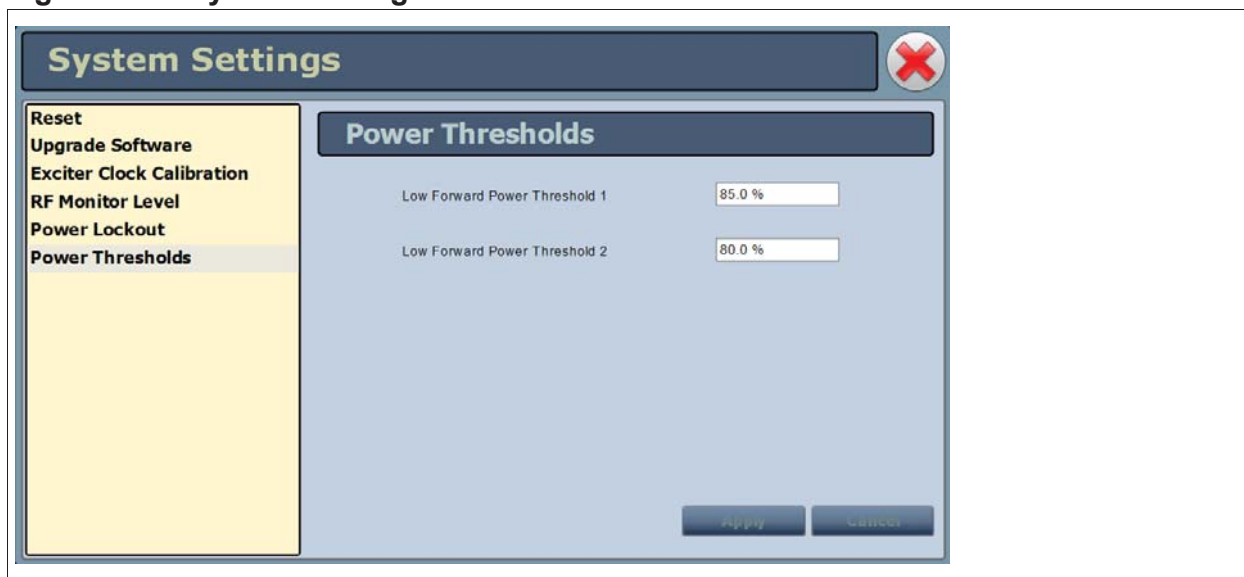 System Settings
Reset
Upgrade Software
Exciter Clock Calibration
RF Monitor Level
Power Lockout
Power Thresholds
Power Thresholds
Low Forward Power Threshold 1
85.0 %
Low Forward Power Threshold 2
80.0 %
Apply
Cancel